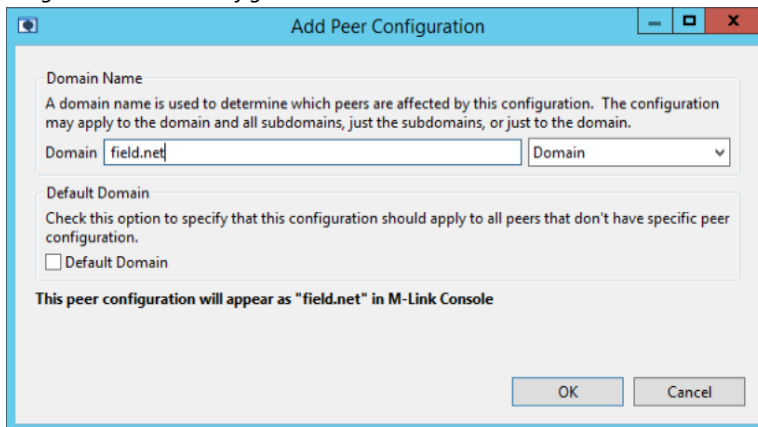 Add Peer Configuration
Domain Name
A domain name is used to determine which peers are affected by this configuration. The configuration
may apply to the domain and all subdomains, just the subdomains, or just to the domain.
Domain field.net Domain
Default Domain
Check this option to specify that this configuration should apply to all peers that don't have specific peer
configuration.
Default Domain
This peer configuration will appear as "field.net" in M-Link Console
OK Cancel